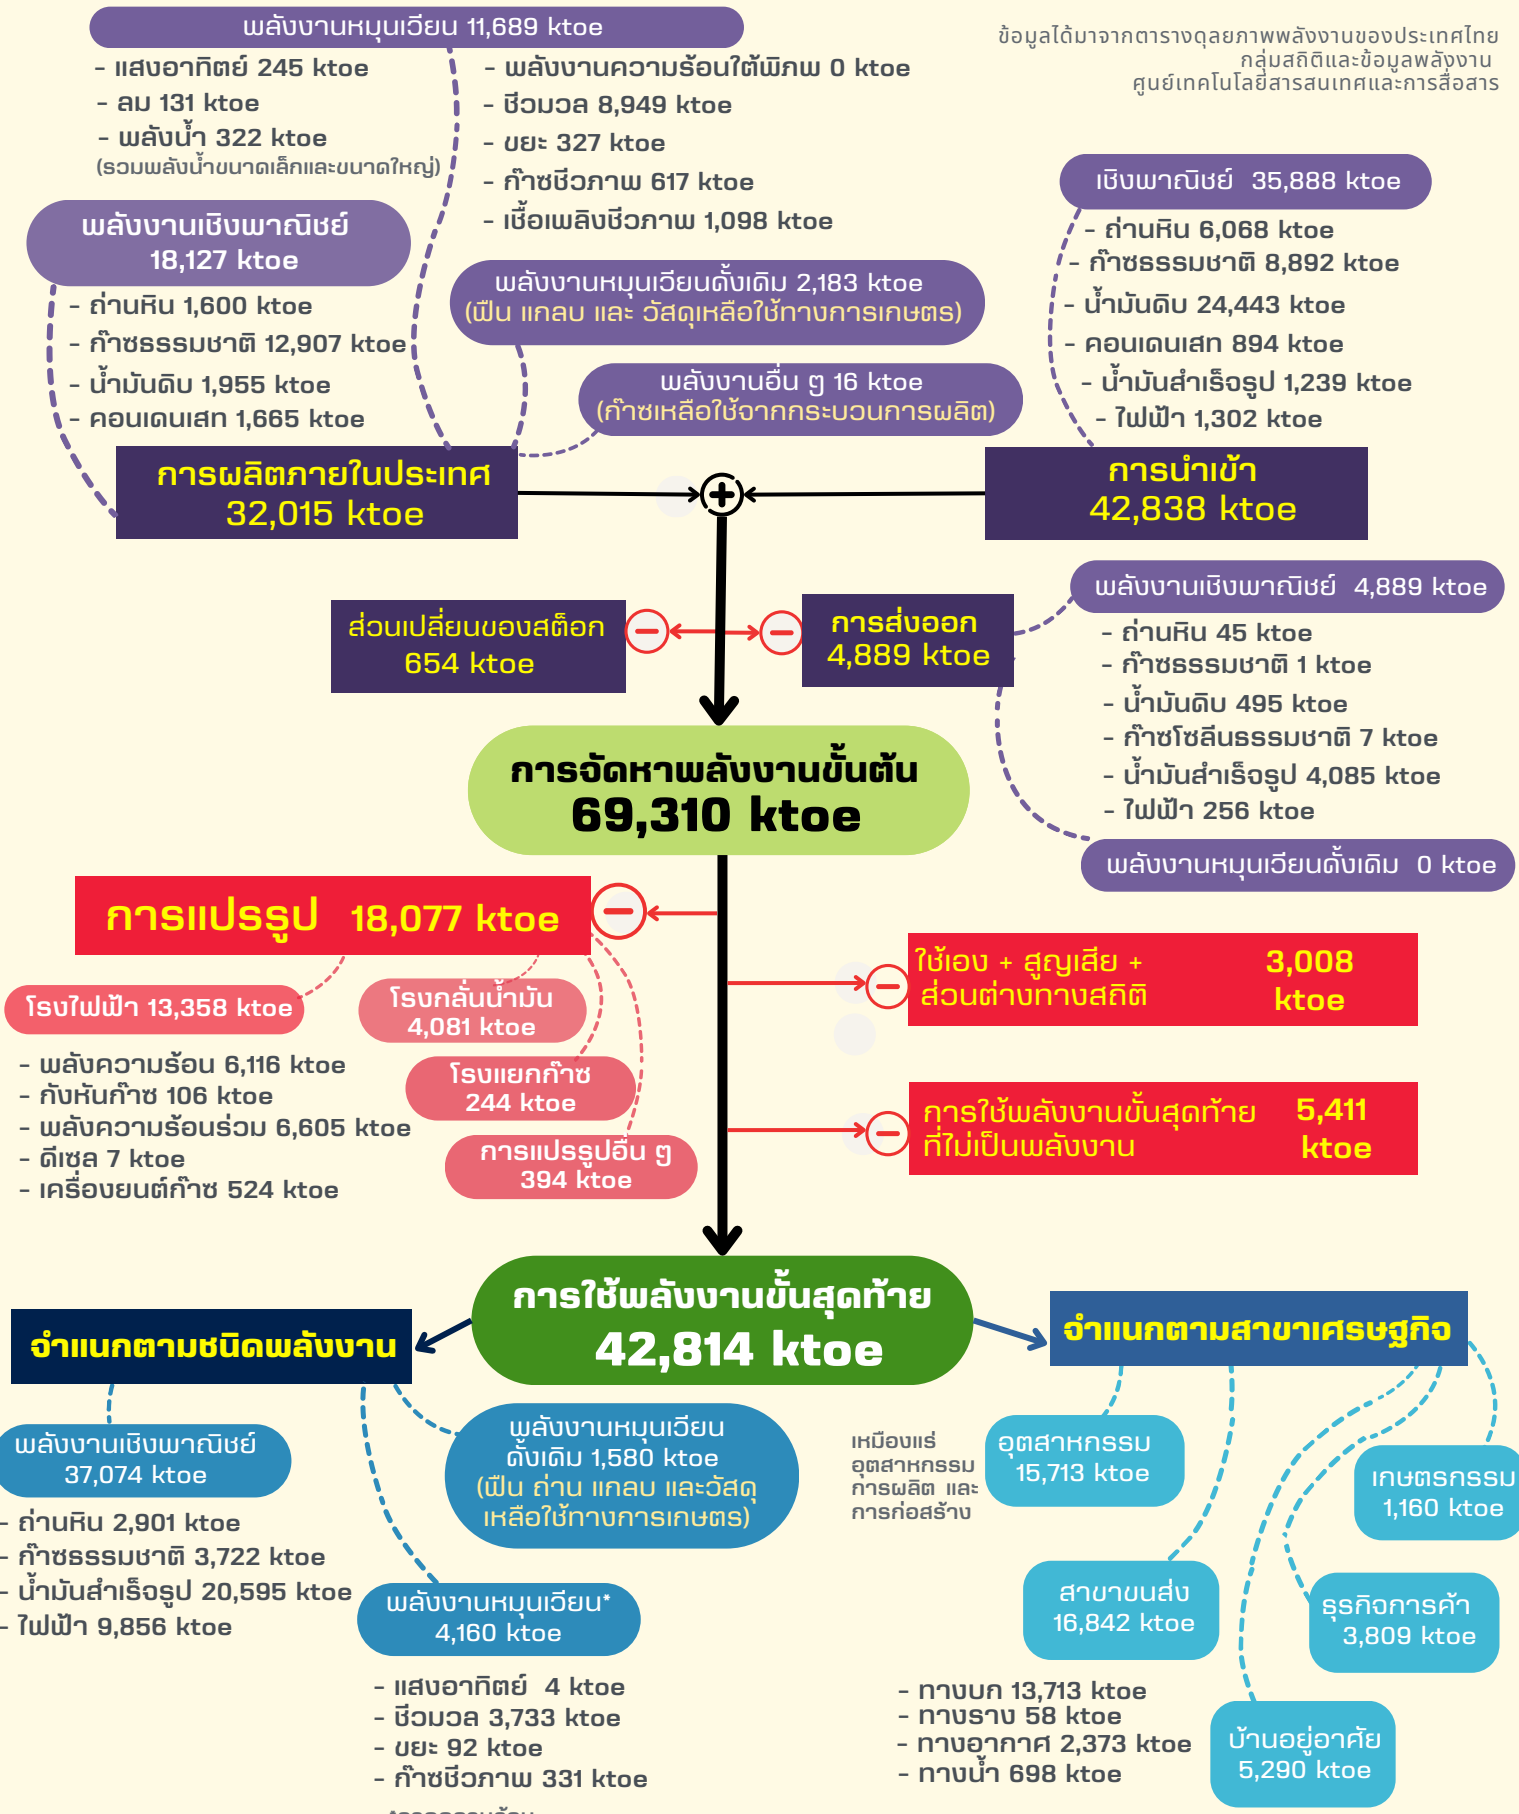 พลังงานหมุนเวียน 11,689 ktoe
- แสงอาทิตย์ 245 ktoe
- ลม 131 ktoe
- พลังน้ำ 322 ktoe
(รวมพลังน้ำขนาดเล็กและขนาดใหญ่)
- พลังงานความร้อนใต้พิภพ 0 ktoe
- ชีวมวล 8,949 ktoe
- ขยะ 327 ktoe
- ก๊าซชีวภาพ 617 ktoe
- เชื้อเพลิงชีวภาพ 1,098 ktoe
ข้อมูลได้มาจากตารางดุลยภาพพลังงานของประเทศไทย
กลุ่มสถิติและข้อมูลพลังงาน
ศูนย์เทคโนโลยีสารสนเทศและการสื่อสาร
พลังงานเชิงพาณิชย์
18,127 ktoe
- ถ่านหิน 1,600 ktoe
- ก๊าซธรรมชาติ 12,907 ktoe
- น้ำมันดิบ 1,955 ktoe
- คอนเดนเสท 1,665 ktoe
พลังงานหมุนเวียนดั้งเดิม 2,183 ktoe
(ฟืน แกลบ และ วัสดุเหลือใช้ทางการเกษตร)
พลังงานอื่น ๆ 16 ktoe
(ก๊าซเหลือใช้จากกระบวนการผลิต)
เชิงพาณิชย์ 35,888 ktoe
- ถ่านหิน 6,068 ktoe
- ก๊าซธรรมชาติ 8,892 ktoe
- น้ำมันดิบ 24,443 ktoe
- คอนเดนเสท 894 ktoe
- น้ำมันสำเร็จรูป 1,239 ktoe
- ไฟฟ้า 1,302 ktoe
การผลิตภายในประเทศ
32,015 ktoe
การนำเข้า
42,838 ktoe
ส่วนเปลี่ยนของสต็อก
654 ktoe
การส่งออก
4,889 ktoe
พลังงานเชิงพาณิชย์ 4,889 ktoe
- ถ่านหิน 45 ktoe
- ก๊าซธรรมชาติ 1 ktoe
- น้ำมันดิบ 495 ktoe
- ก๊าซโซลีนธรรมชาติ 7 ktoe
- น้ำมันสำเร็จรูป 4,085 ktoe
- ไฟฟ้า 256 ktoe
พลังงานหมุนเวียนดั้งเดิม 0 ktoe
การจัดหาพลังงานขั้นต้น
69,310 ktoe
การแปรรูป 18,077 ktoe
โรงไฟฟ้า 13,358 ktoe
- พลังความร้อน 6,116 ktoe
- กังหันก๊าซ 106 ktoe
- พลังความร้อนร่วม 6,605 ktoe
- ดีเซล 7 ktoe
- เครื่องยนต์ก๊าซ 524 ktoe
โรงกลั่นน้ำมัน
4,081 ktoe
โรงแยกก๊าซ
244 ktoe
การแปรรูปอื่น ๆ
394 ktoe
ใช้เอง + สูญเสีย +
ส่วนต่างทางสถิติ
3,008
ktoe
การใช้พลังงานขั้นสุดท้าย
ที่ไม่เป็นพลังงาน
5,411
ktoe
การใช้พลังงานขั้นสุดท้าย
42,814 ktoe
จำแนกตามชนิดพลังงาน
พลังงานเชิงพาณิชย์
37,074 ktoe
- ถ่านหิน 2,901 ktoe
- ก๊าซธรรมชาติ 3,722 ktoe
- น้ำมันสำเร็จรูป 20,595 ktoe
- ไฟฟ้า 9,856 ktoe
พลังงานหมุนเวียน
ดั้งเดิม 1,580 ktoe
(ฟืน ถ่าน แกลบ และวัสดุ
เหลือใช้ทางการเกษตร)
พลังงานหมุนเวียน*
4,160 ktoe
- แสงอาทิตย์ 4 ktoe
- ชีวมวล 3,733 ktoe
- ขยะ 92 ktoe
- ก๊าซชีวภาพ 331 ktoe
จำแนกตามสาขาเศรษฐกิจ
เหมืองแร่
อุตสาหกรรม
การผลิต และ
การก่อสร้าง
อุตสาหกรรม
15,713 ktoe
เกษตรกรรม
1,160 ktoe
สาขาขนส่ง
16,842 ktoe
- ทางบก 13,713 ktoe
- ทางราง 58 ktoe
- ทางอากาศ 2,373 ktoe
- ทางน้ำ 698 ktoe
ธุรกิจการค้า
3,809 ktoe
บ้านอยู่อาศัย
5,290 ktoe